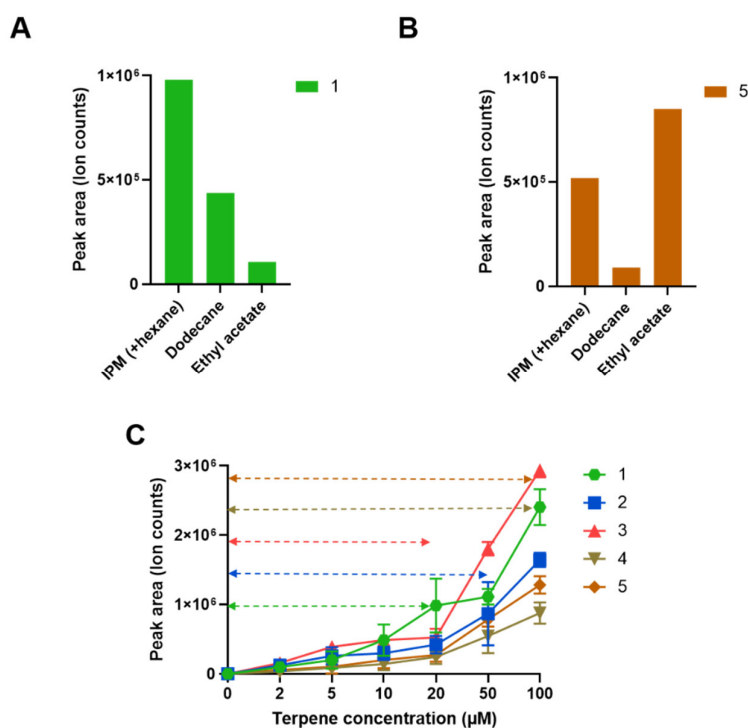 A
Peak area (Ion counts)
1×10⁶
5×10⁵
0
IPM (+hexane)
Dodecane
Ethyl acetate
1
B
Peak area (Ion counts)
1×10⁶
5×10⁵
0
IPM (+hexane)
Dodecane
Ethyl acetate
5
C
Peak area (Ion counts)
3×10⁶
2×10⁶
1×10⁶
0
0 2 5 10 20 50 100
Terpene concentration (µM)
1
2
3
4
5